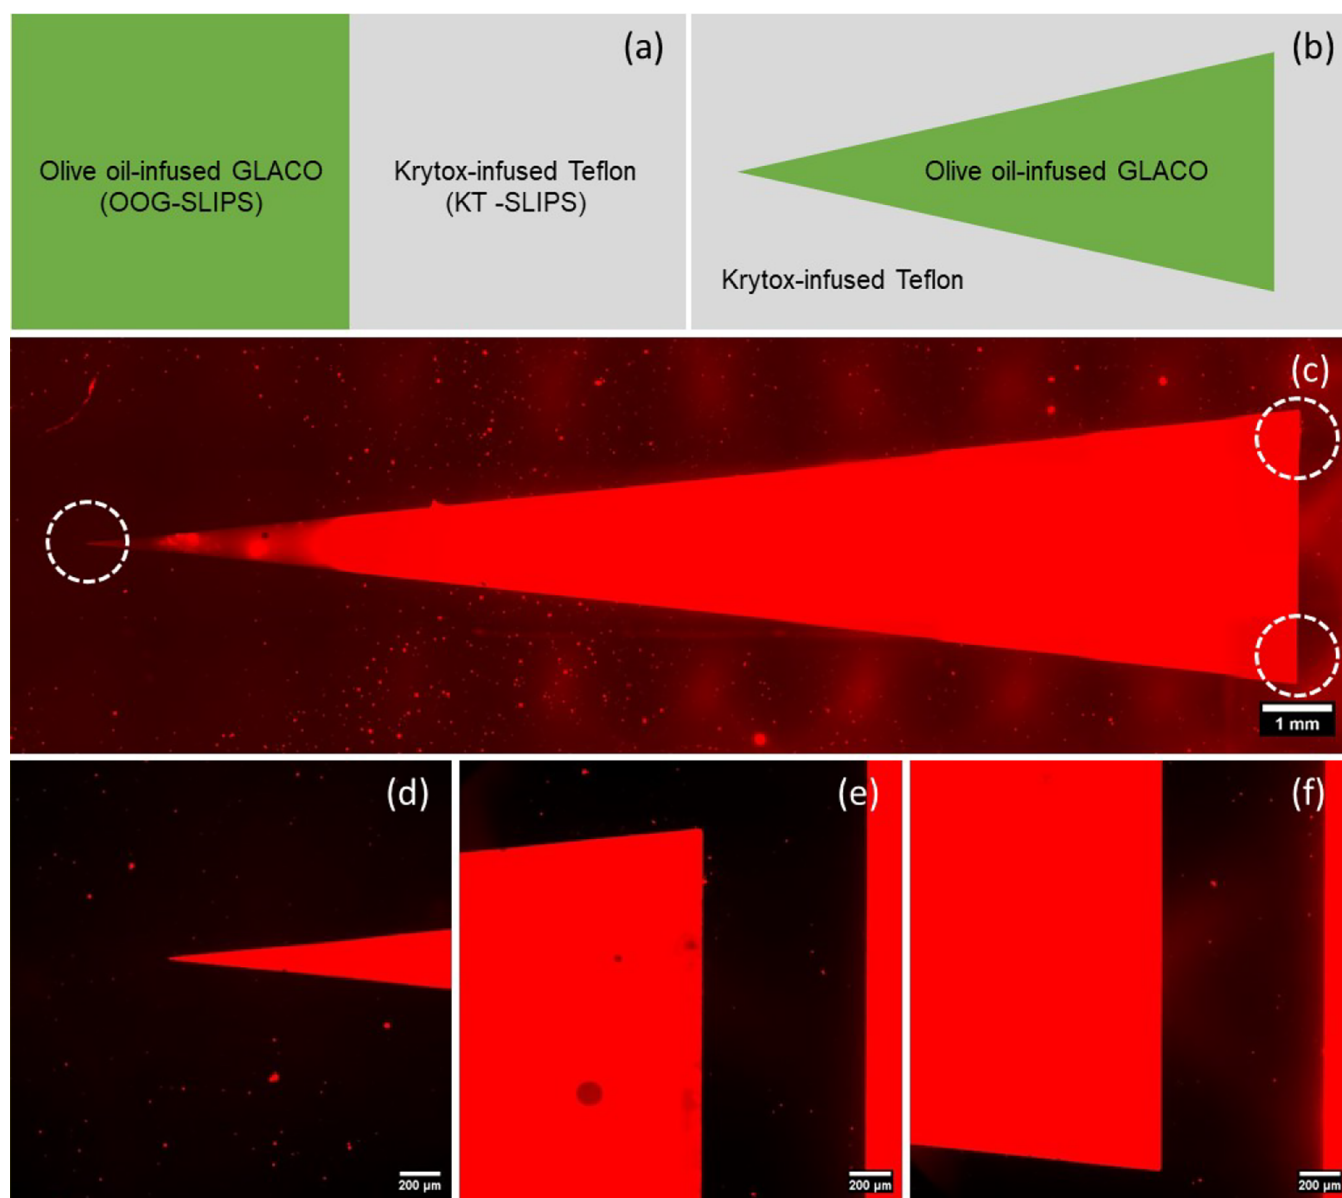 (a)
Olive oil-infused GLACO
(OOG-SLIPS)
Krytox-infused Teflon
(KT -SLIPS)
(b)
Olive oil-infused GLACO
Krytox-infused Teflon
(c)
1 mm
(d)
200 µm
(e)
200 µm
(f)
200 µm